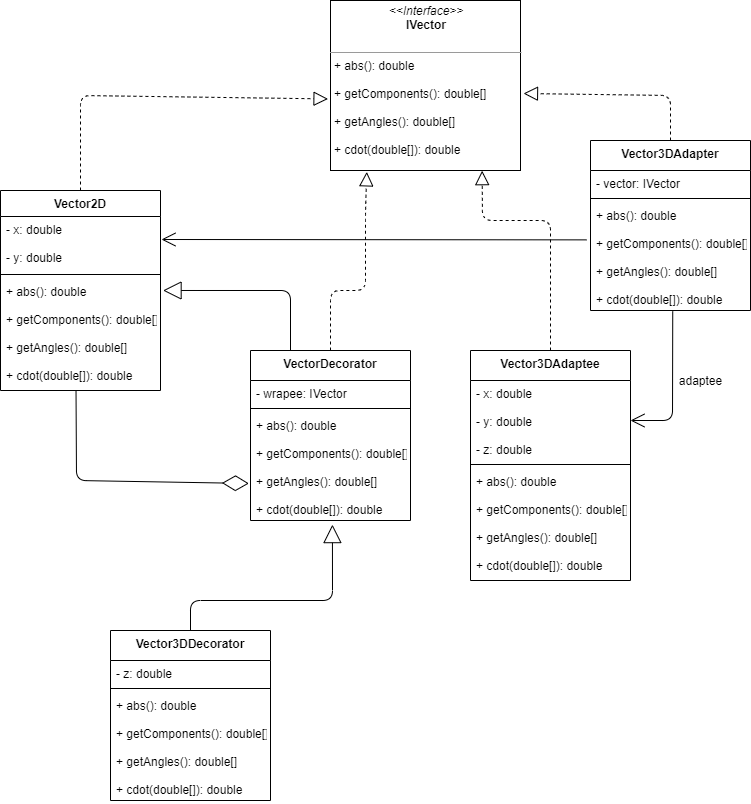 <<Interface>>
IVector
+ abs(): double
+ getComponents(): double[]
+ getAngles(): double[]
+ cdot(double[]): double
Vector3DAdapter
- vector: IVector
+ abs(): double
+ getComponents(): double[]
+ getAngles(): double[]
+ cdot(double[]): double
Vector2D
- x: double
- y: double
+ abs(): double
+ getComponents(): double[]
+ getAngles(): double[]
+ cdot(double[]): double
VectorDecorator
- wrapee: IVector
+ abs(): double
+ getComponents(): double[]
+ getAngles(): double[]
+ cdot(double[]): double
Vector3DAdaptee
- x: double
- y: double
- z: double
+ abs(): double
+ getComponents(): double[]
+ getAngles(): double[]
+ cdot(double[]): double
adaptee
Vector3DDecorator
- z: double
+ abs(): double
+ getComponents(): double[]
+ getAngles(): double[]
+ cdot(double[]): double